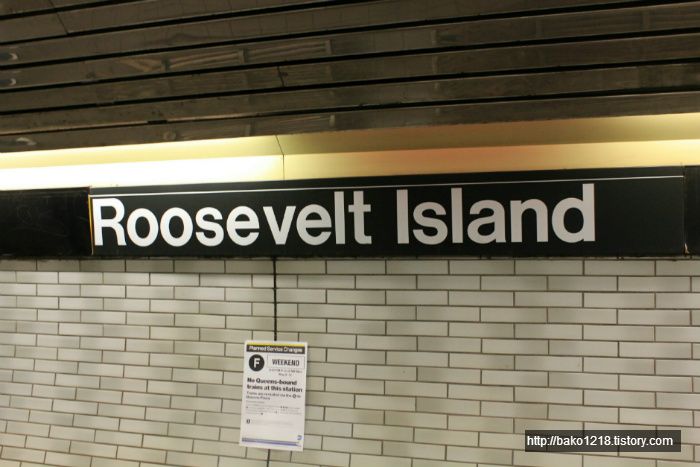 Roosevelt Island
Planned Service Changes
F WEEKEND
No Queens-bound
trains at this station
http://bako1218.tistory.com